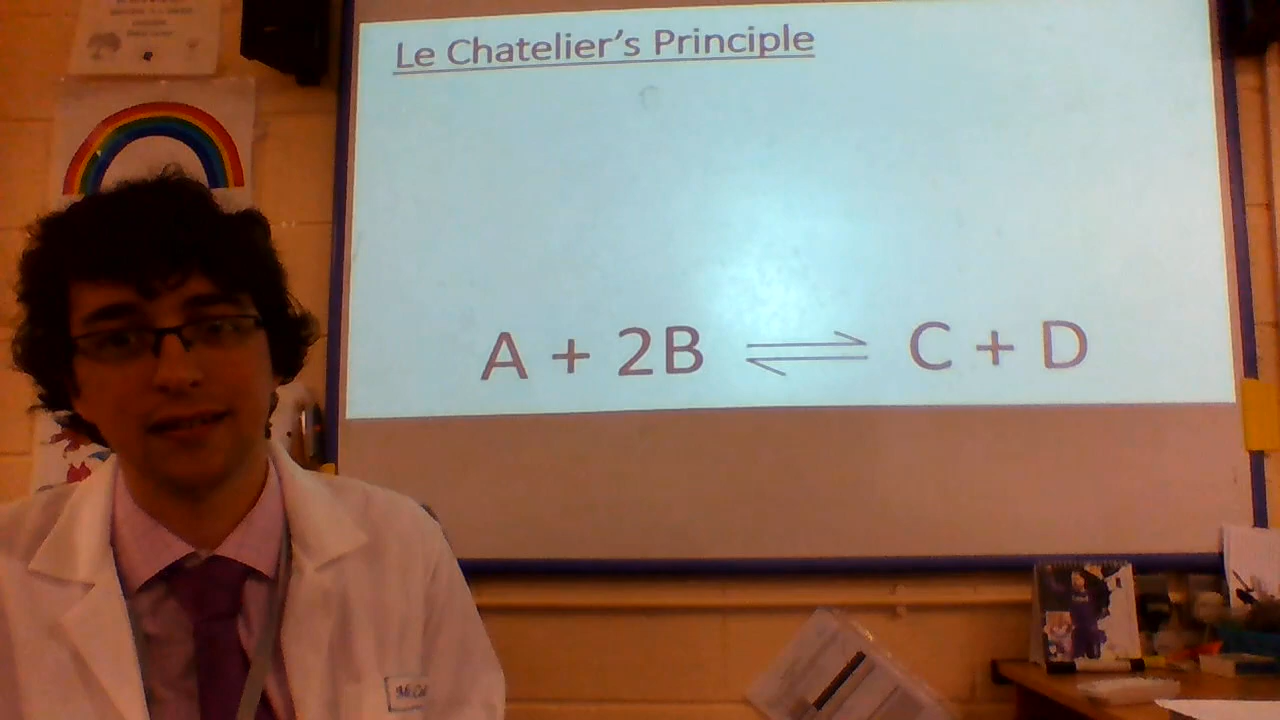 Le Chatelier's Principle
A + 2B ⇌ C + D